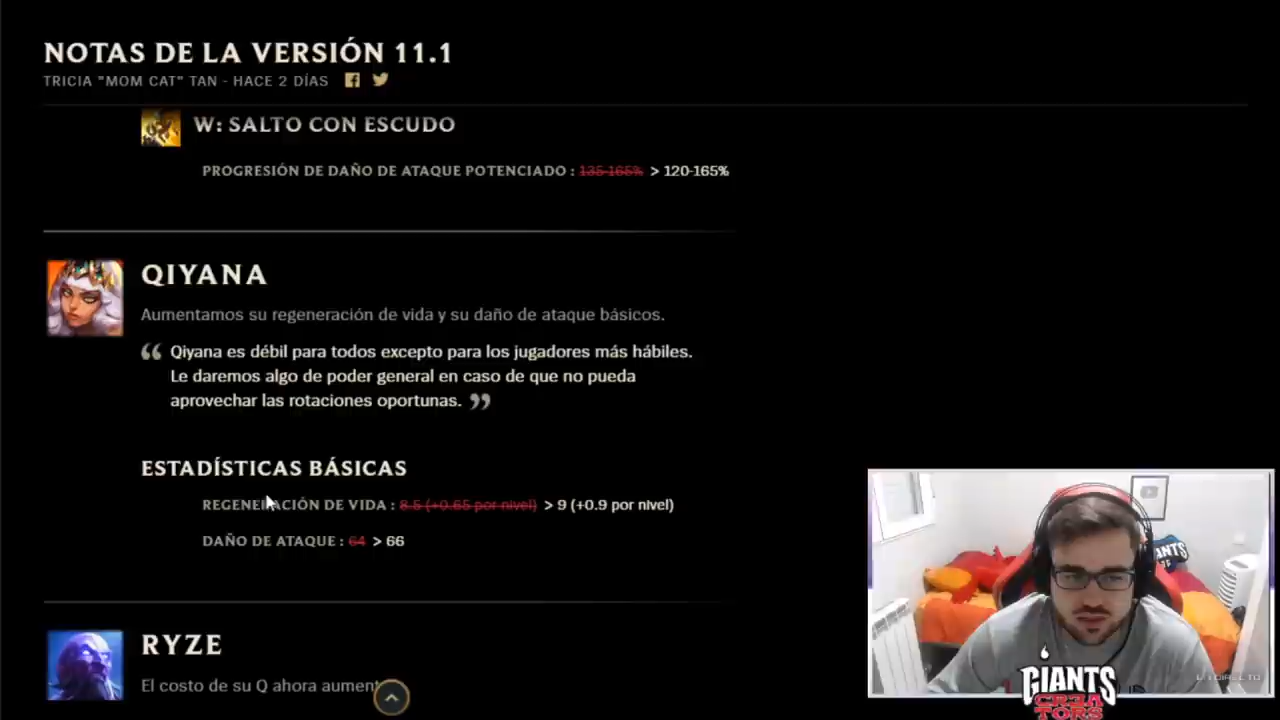 NOTAS DE LA VERSIÓN 11.1
TRICIA "MOM CAT" TAN - HACE 2 DÍAS
W: SALTO CON ESCUDO
PROGRESIÓN DE DAÑO DE ATAQUE POTENCIADO : 135-165% > 120-165%
QIYANA
Aumentamos su regeneración de vida y su daño de ataque básicos.
“ Qiyana es débil para todos excepto para los jugadores más hábiles.
Le daremos algo de poder general en caso de que no pueda
aprovechar las rotaciones oportunas. ”
ESTADÍSTICAS BÁSICAS
REGENERACIÓN DE VIDA : 8.5 (+0.65 por nivel) > 9 (+0.9 por nivel)
DAÑO DE ATAQUE : 64 > 66
RYZE
El costo de su Q ahora aument
GIANTS
CREA
TORS